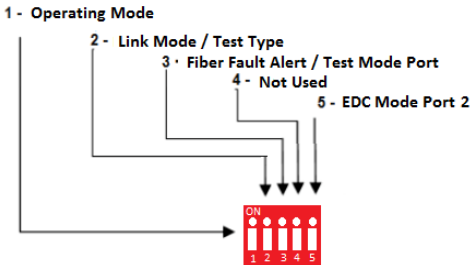 1 - Operating Mode
2 - Link Mode / Test Type
3 · Fiber Fault Alert / Test Mode Port
4 - Not Used
5 - EDC Mode Port 2
ON
1 2 3 4 5